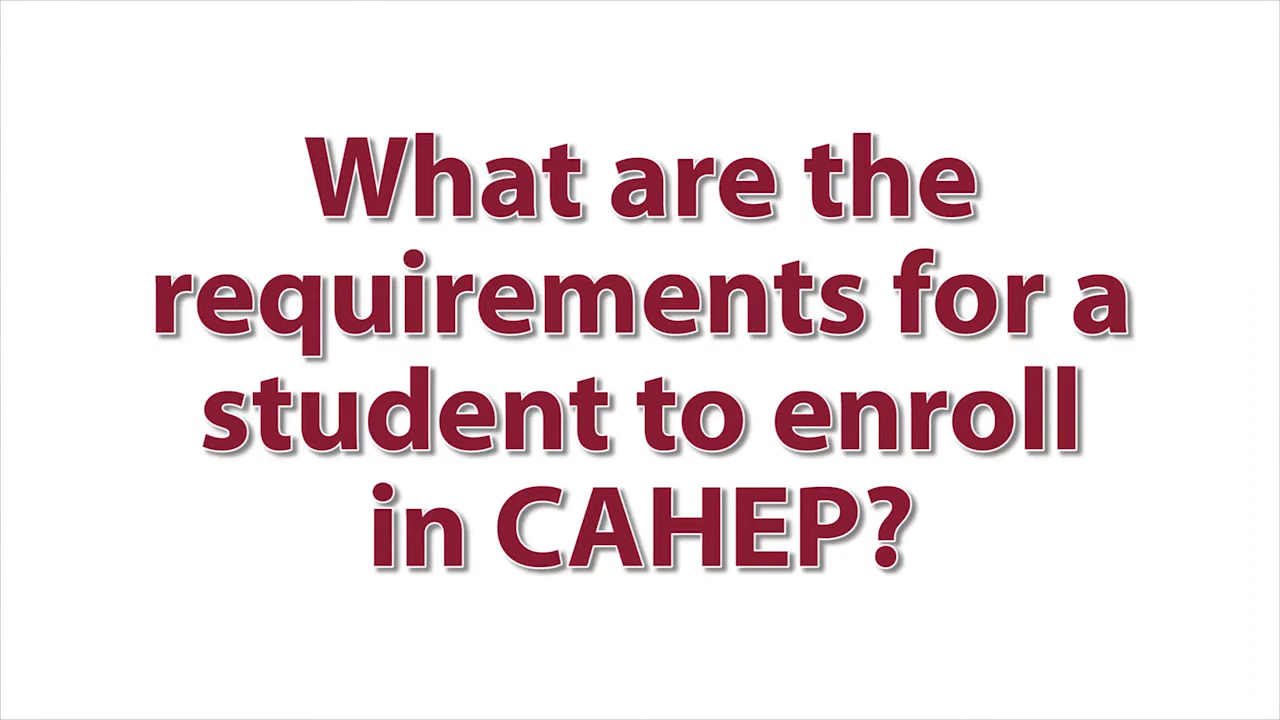 What are the
requirements for a
student to enroll
in CAHEP?